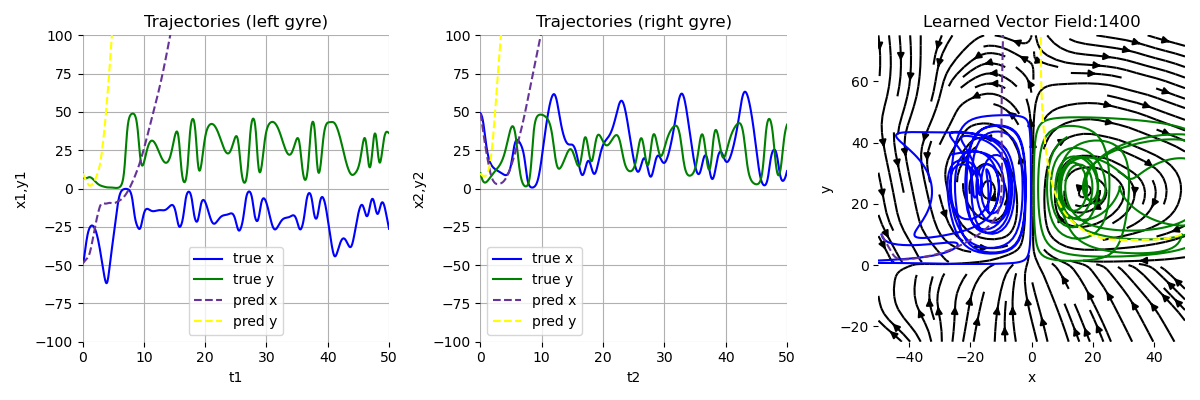 Trajectories (left gyre)
100
75
50
25
0
−25
−50
−75
−100
x1,y1
0 10 20 30 40 50
t1
true x
true y
pred x
pred y
Trajectories (right gyre)
100
75
50
25
0
−25
−50
−75
−100
x2,y2
0 10 20 30 40 50
t2
true x
true y
pred x
pred y
Learned Vector Field:1400
60
40
20
0
−20
y
−40 −20 0 20 40
x